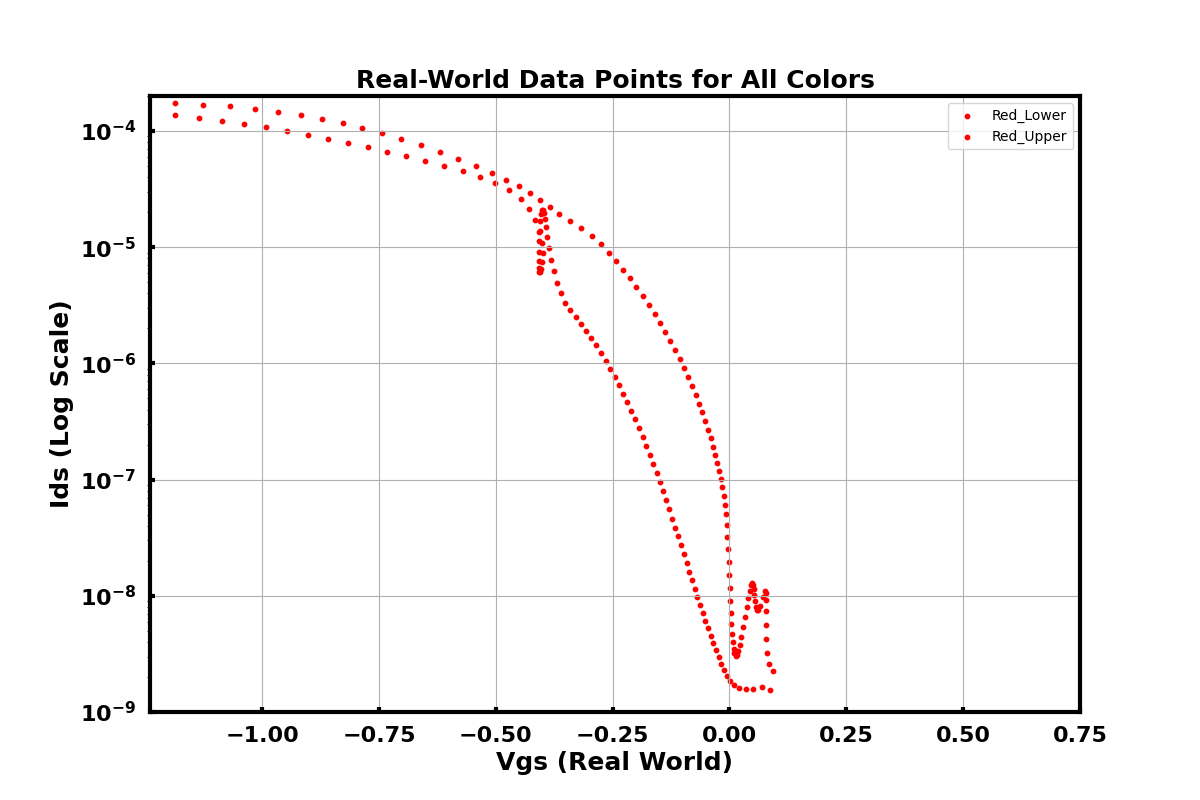 Real-World Data Points for All Colors
Red_Lower
Red_Upper
Ids (Log Scale)
10⁻⁴
10⁻⁵
10⁻⁶
10⁻⁷
10⁻⁸
10⁻⁹
−1.00 −0.75 −0.50 −0.25 0.00 0.25 0.50 0.75
Vgs (Real World)